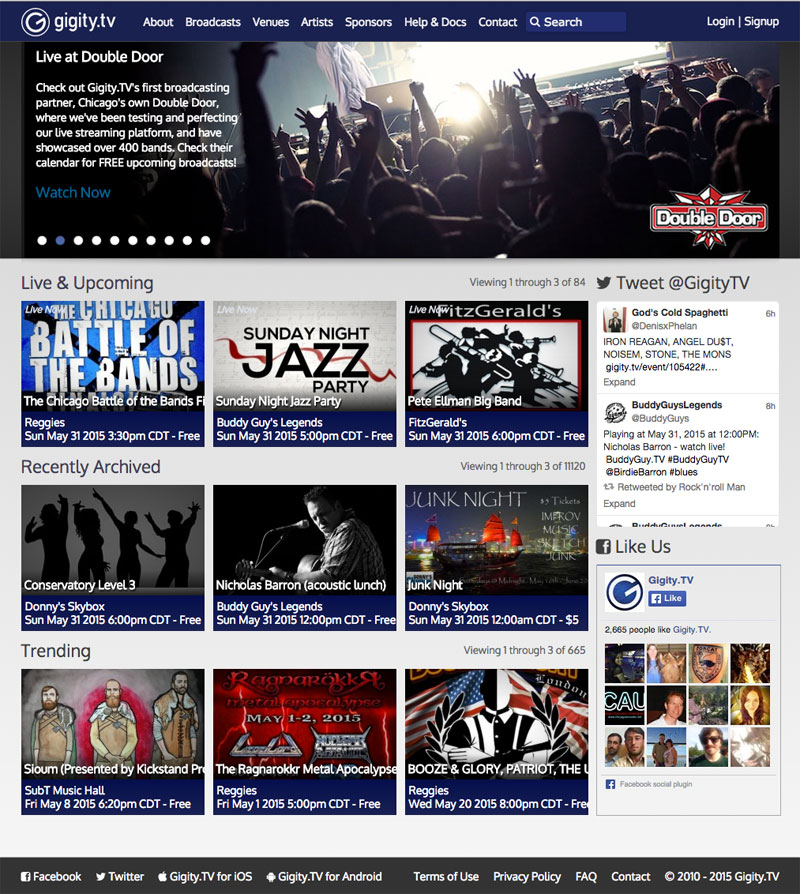 gigity.tv
About Broadcasts Venues Artists Sponsors Help & Docs Contact Search Login | Signup
Live at Double Door
Check out Gigity.TV's first broadcasting
partner, Chicago's own Double Door,
where we've been testing and perfecting
our live streaming platform, and have
showcased over 400 bands. Check their
calendar for FREE upcoming broadcasts!
Watch Now
Double Door
Live & Upcoming
Viewing 1 through 3 of 84
Live Now
THE CHICAGO
BATTLE OF
THE BANDS
The Chicago Battle of the Bands Fi
Reggies
Sun May 31 2015 3:30pm CDT - Free
Live Now
SUNDAY NIGHT
JAZZ
PARTY
Sunday Night Jazz Party
Buddy Guy's Legends
Sun May 31 2015 5:00pm CDT - Free
Live Now
FitzGerald's
Pete Ellman Big Band
FitzGerald's
Sun May 31 2015 6:00pm CDT - Free
Recently Archived
Viewing 1 through 3 of 11120
Conservatory Level 3
Donny's Skybox
Sun May 31 2015 6:00pm CDT - Free
Nicholas Barron (acoustic lunch)
Buddy Guy's Legends
Sun May 31 2015 12:00pm CDT - Free
JUNK NIGHT
$5 Tickets
IMPROV
MUSIC
SKETCH
JUNK
Junk Night
Donny's Skybox
Sun May 31 2015 12:00am CDT - $5
Trending
Viewing 1 through 3 of 665
Sioum (Presented by Kickstand Pro
SubT Music Hall
Fri May 8 2015 6:20pm CDT - Free
Ragnarökkr
metal apocalypse
MAY 1-2, 2015
The Ragnarokkr Metal Apocalypse
Reggies
Fri May 1 2015 5:00pm CDT - Free
London
BOOZE & GLORY, PATRIOT, THE U
Reggies
Wed May 20 2015 8:00pm CDT - Free
Tweet @GigityTV
God's Cold Spaghetti 6h
@DenisxPhelan
IRON REAGAN, ANGEL DU$T,
NOISEM, STONE, THE MONS
gigity.tv/event/105422#....
Expand
BuddyGuysLegends 8h
@BuddyGuys
Playing at May 31, 2015 at 12:00PM:
Nicholas Barron - watch live!
BuddyGuy.TV #BuddyGuyTV
@BirdieBarron #blues
Retweeted by Rock'n'roll Man
Expand
BuddyGuysLegends 8h
Like Us
Gigity.TV
Like
2,665 people like Gigity.TV.
CAU
Facebook social plugin
Facebook Twitter Gigity.TV for iOS Gigity.TV for Android Terms of Use Privacy Policy FAQ Contact © 2010 - 2015 Gigity.TV